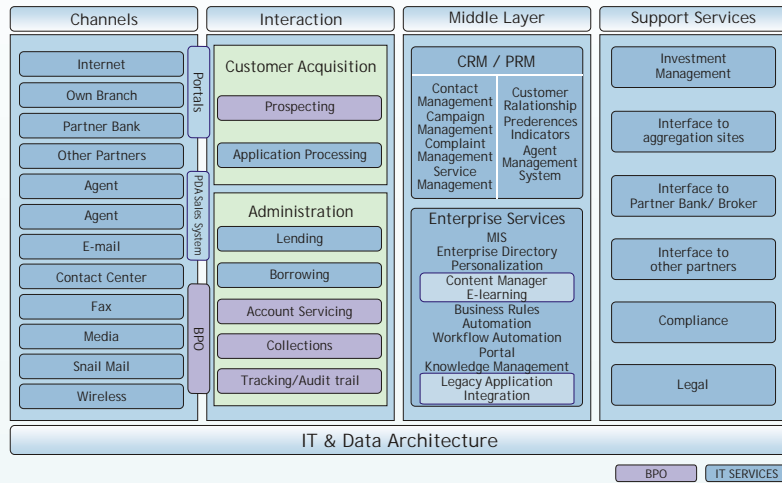 Channels
Internet
Own Branch
Partner Bank
Other Partners
Agent
Agent
E-mail
Contact Center
Fax
Media
Snail Mail
Wireless
Portals
PDA Sales System
BPO
Interaction
Customer Acquisition
Prospecting
Application Processing
Administration
Lending
Borrowing
Account Servicing
Collections
Tracking/Audit trail
Middle Layer
CRM / PRM
Contact
Management
Campaign
Management
Complaint
Management
Service
Management
Customer
Relationship
Prederences
Indicators
Agent
Management
System
Enterprise Services
MIS
Enterprise Directory
Personalization
Content Manager
E-learning
Business Rules
Automation
Workflow Automation
Portal
Knowledge Management
Legacy Application
Integration
Support Services
Investment
Management
Interface to
aggregation sites
Interface to
Partner Bank/ Broker
Interface to
other partners
Compliance
Legal
IT & Data Architecture
BPO
IT SERVICES